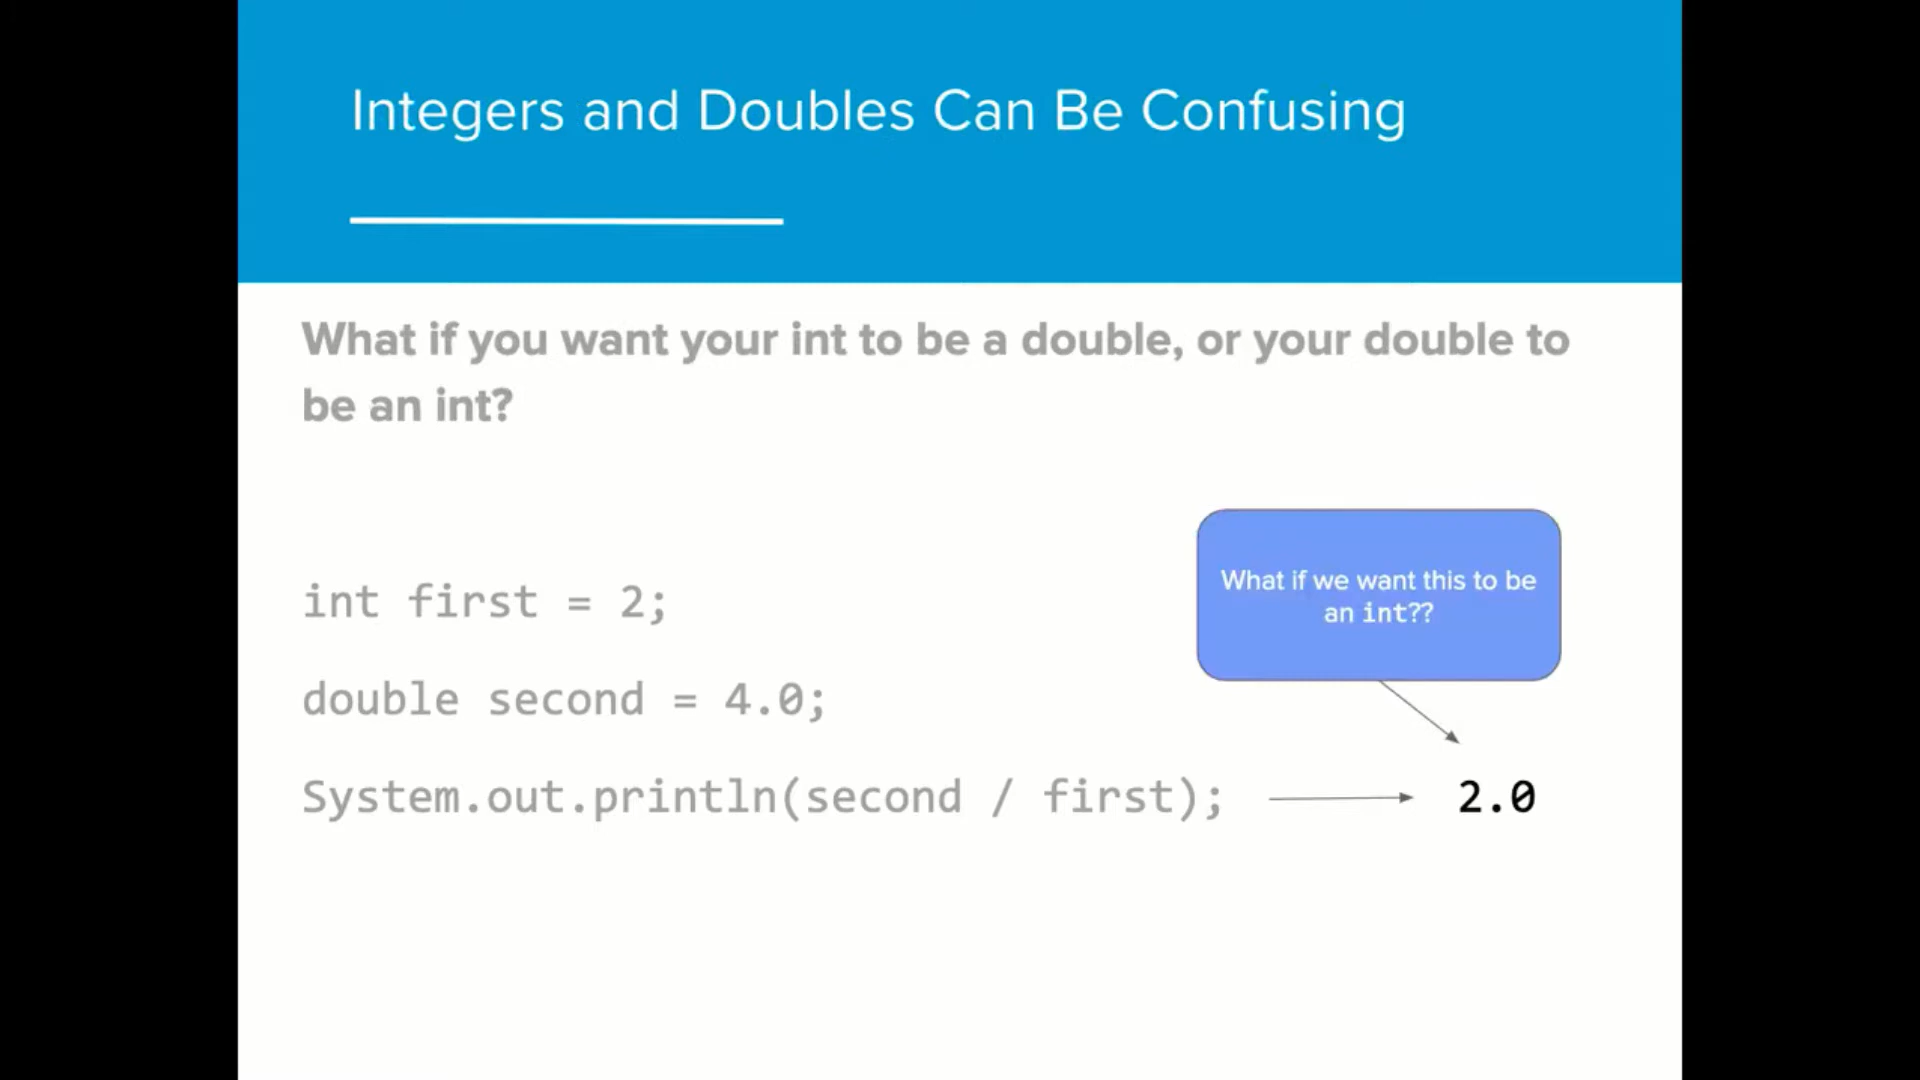 Integers and Doubles Can Be Confusing
What if you want your int to be a double, or your double to
be an int?
What if we want this to be
an int??
int first = 2;
double second = 4.0;
System.out.println(second / first);
2.0